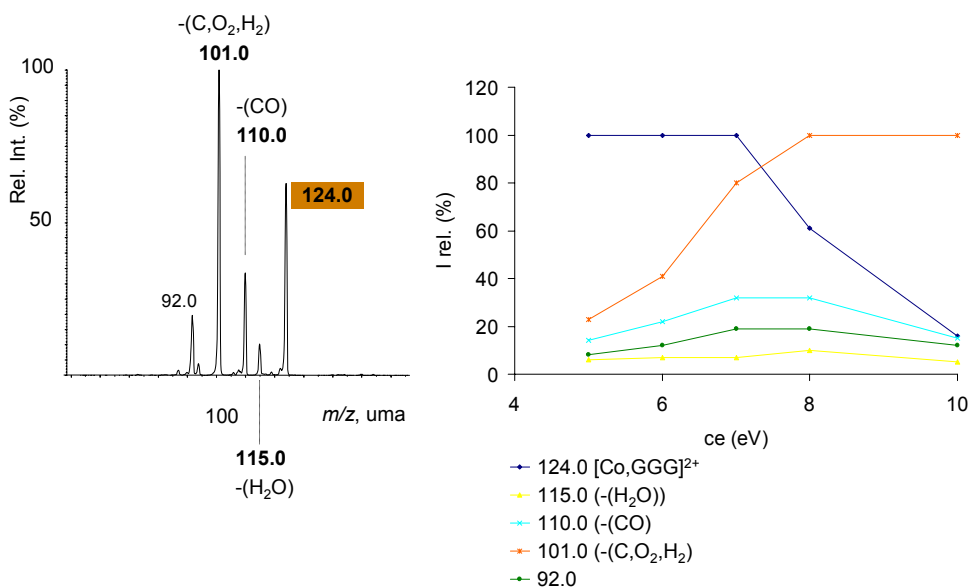 -(C,O₂,H₂)
101.0
100
-(CO)
110.0
124.0
Rel. Int. (%)
50
92.0
100
m/z, uma
115.0
-(H₂O)
120
100
80
60
40
20
0
I rel. (%)
4
6
8
10
ce (eV)
124.0 [Co,GGG]²⁺
115.0 (-(H₂O))
110.0 (-(CO)
101.0 (-(C,O₂,H₂)
92.0